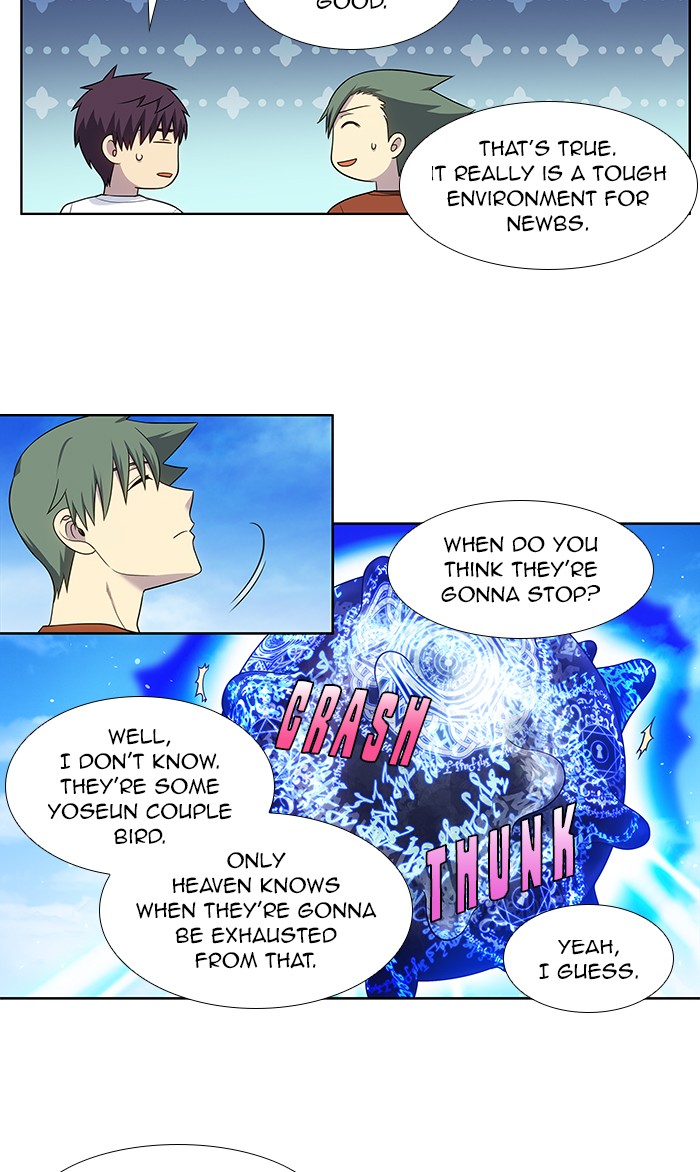 GOOD.
THAT'S TRUE.
IT REALLY IS A TOUGH
ENVIRONMENT FOR
NEWBS.
WHEN DO YOU
THINK THEY'RE
GONNA STOP?
CRASH
WELL,
I DON'T KNOW.
THEY'RE SOME
YOSEUN COUPLE
BIRD.
THUNK
ONLY
HEAVEN KNOWS
WHEN THEY'RE GONNA
BE EXHAUSTED
FROM THAT.
YEAH,
I GUESS.